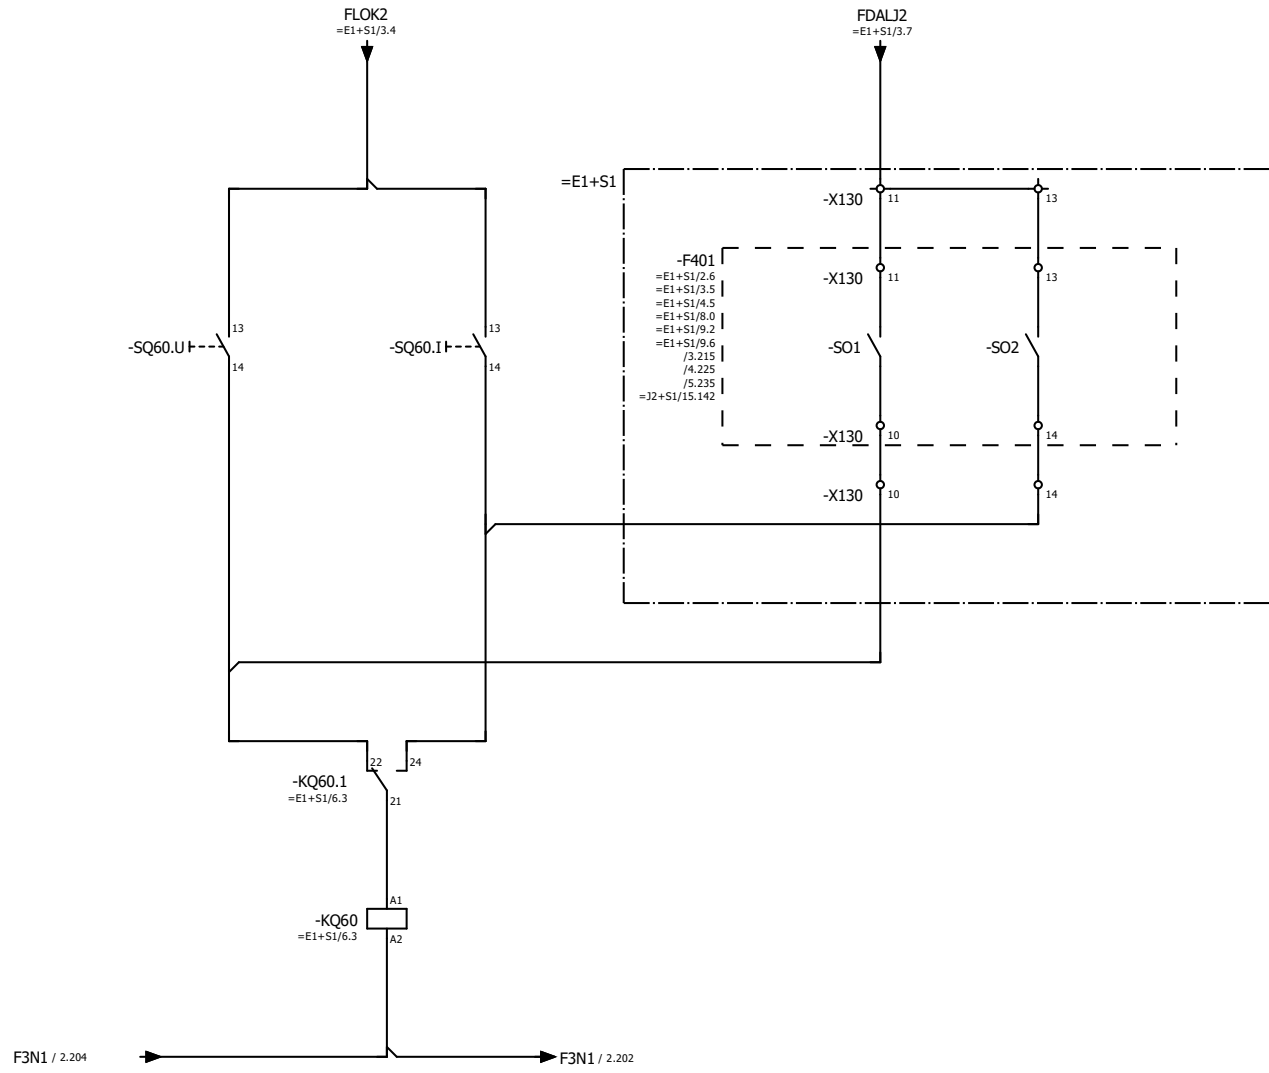 FLOK2
=E1+S1/3.4
FDALJ2
=E1+S1/3.7
=E1+S1
-X130
11
13
-F401
=E1+S1/2.6
=E1+S1/3.5
=E1+S1/4.5
=E1+S1/8.0
=E1+S1/9.2
=E1+S1/9.6
/3.215
/4.225
/5.235
=J2+S1/15.142
-X130
11
13
-SQ60.U
13
14
-SQ60.I
13
14
-SO1
-SO2
-X130
10
14
-X130
10
14
22
24
-KQ60.1
=E1+S1/6.3
21
A1
-KQ60
=E1+S1/6.3
A2
F3N1 / 2.204
F3N1 / 2.202